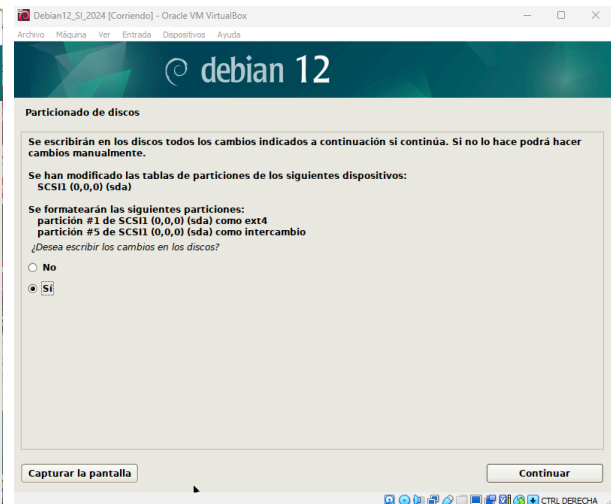 Debian12_SI_2024 [Corriendo] - Oracle VM VirtualBox
Archivo Máquina Ver Entrada Dispositivos Ayuda
debian 12
Particionado de discos
Se escribirán en los discos todos los cambios indicados a continuación si continúa. Si no lo hace podrá hacer
cambios manualmente.
Se han modificado las tablas de particiones de los siguientes dispositivos:
SCSI1 (0,0,0) (sda)
Se formatearán las siguientes particiones:
partición #1 de SCSI1 (0,0,0) (sda) como ext4
partición #5 de SCSI1 (0,0,0) (sda) como intercambio
¿Desea escribir los cambios en los discos?
No
Sí
Capturar la pantalla
Continuar
CTRL DERECHA